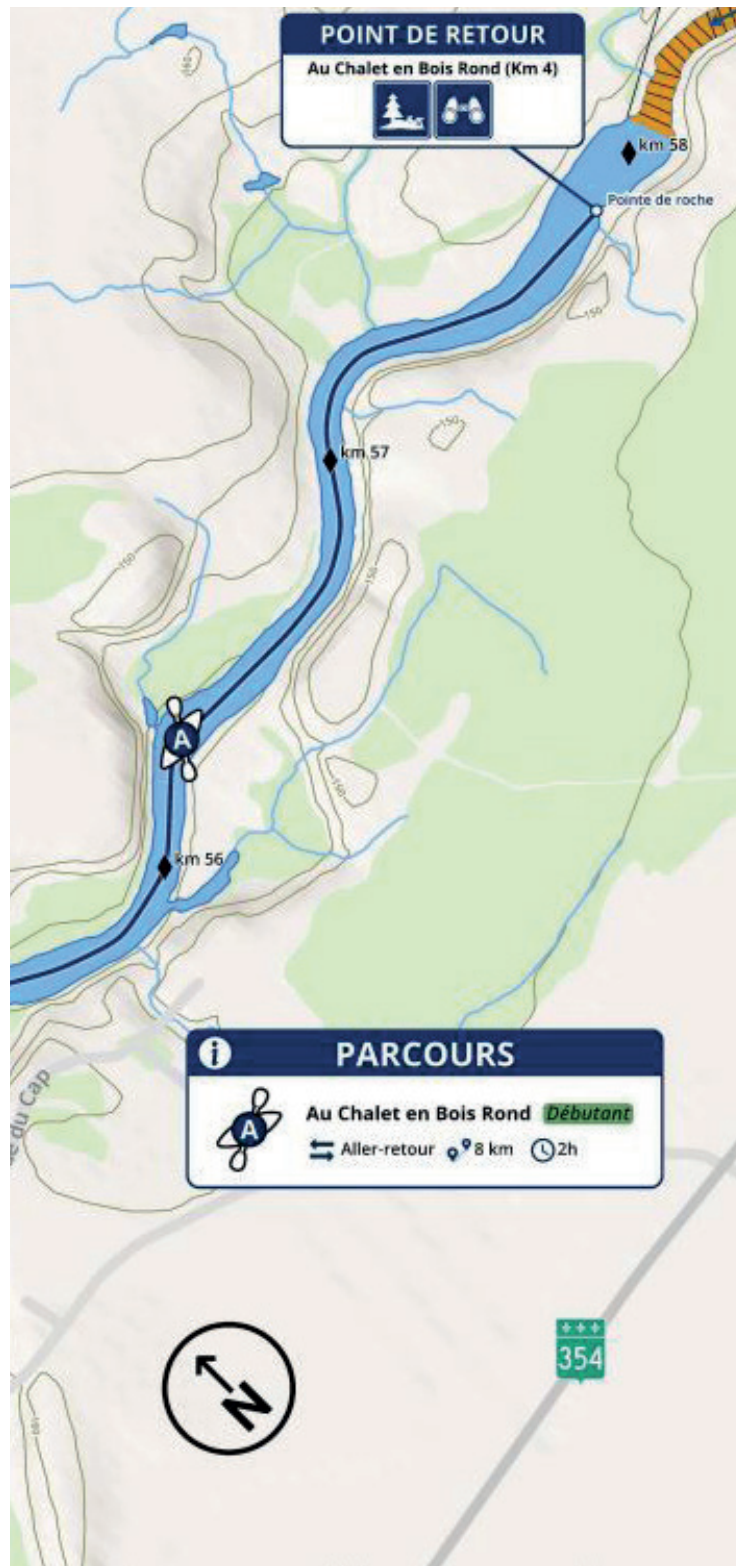 POINT DE RETOUR
Au Chalet en Bois Rond (Km 4)
km 58
Pointe de roche
150
150
150
km 57
150
150
150
A
150
km 56
i PARCOURS
A Au Chalet en Bois Rond Débutant
Aller-retour 8 km 2h
du Cap
354
N